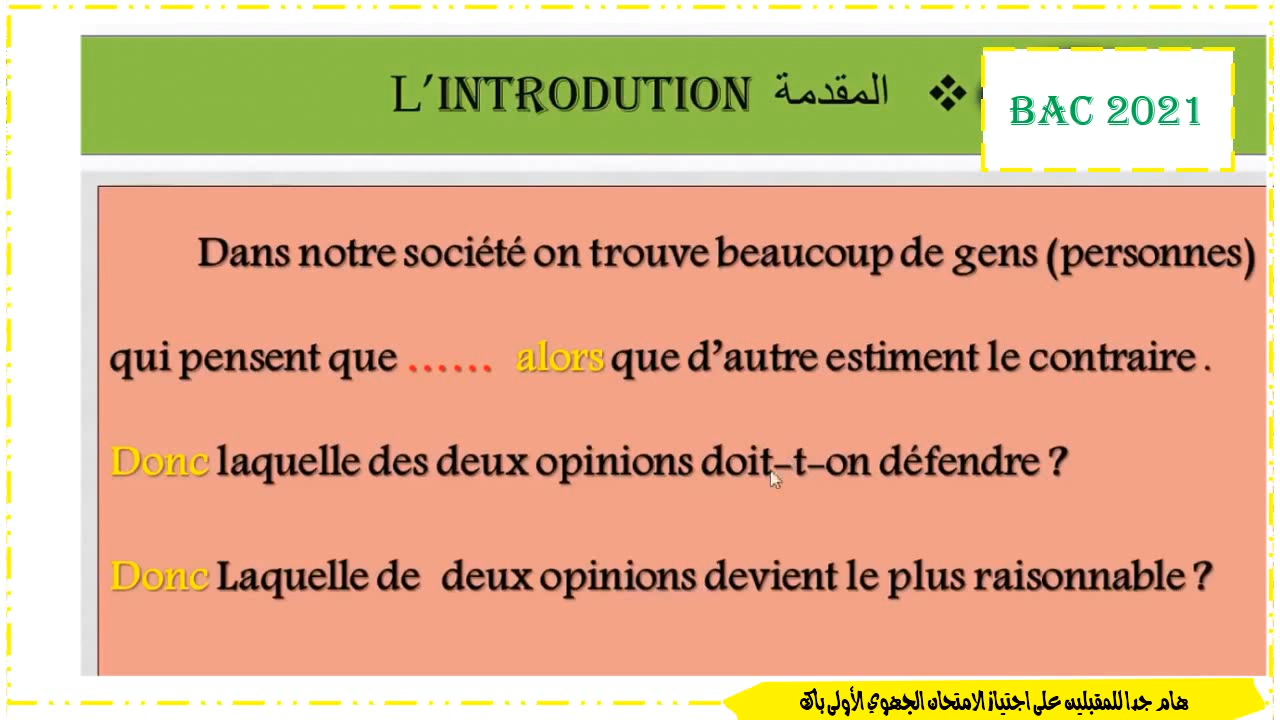 L'INTRODUTION المقدمة
BAC 2021
Dans notre société on trouve beaucoup de gens (personnes)
qui pensent que ...... alors que d'autre estiment le contraire .
Donc laquelle des deux opinions doit-t-on défendre ?
Donc Laquelle de deux opinions devient le plus raisonnable ?
هام جدا للمقبلين على اجتياز الامتحان الجهوي الأولى باك